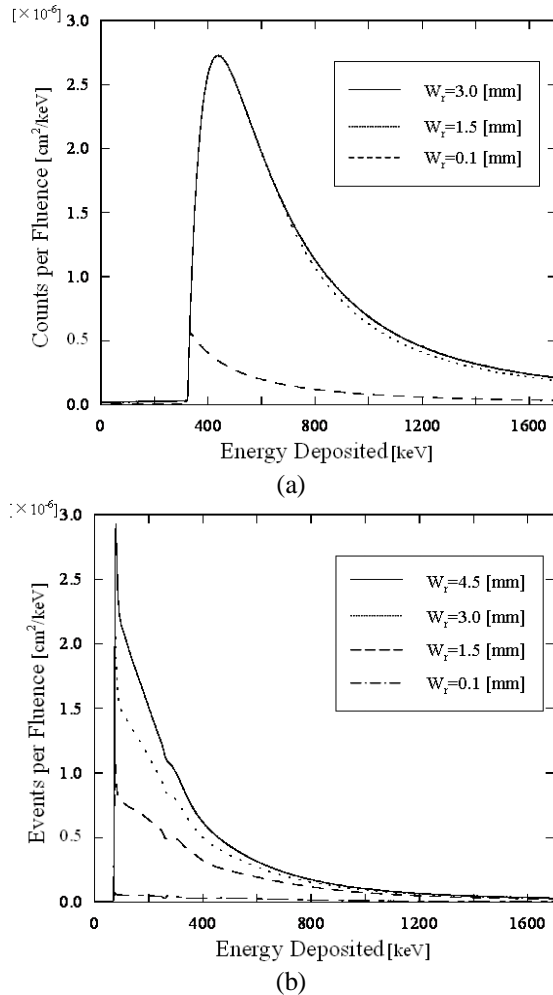 [×10⁻⁶]
3.0
2.5
2.0
1.5
1.0
0.5
0.0
Counts per Fluence [cm²/keV]
Wᵣ=3.0 [mm]
Wᵣ=1.5 [mm]
Wᵣ=0.1 [mm]
0 400 800 1200 1600
Energy Deposited [keV]
(a)
[×10⁻⁶]
3.0
2.5
2.0
1.5
1.0
0.5
0.0
Events per Fluence [cm²/keV]
Wᵣ=4.5 [mm]
Wᵣ=3.0 [mm]
Wᵣ=1.5 [mm]
Wᵣ=0.1 [mm]
0 400 800 1200 1600
Energy Deposited [keV]
(b)